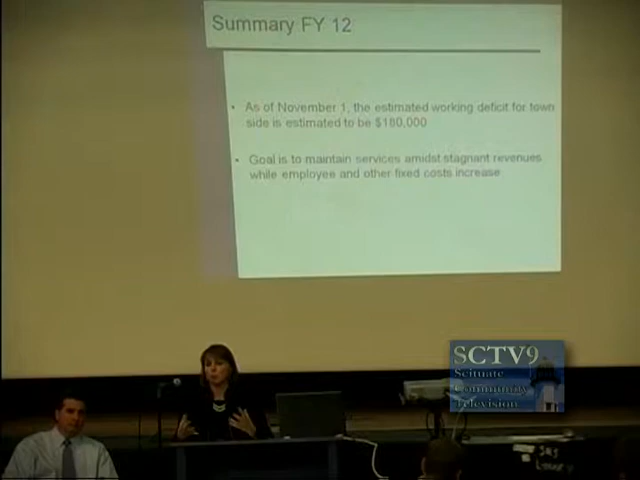 Summary FY 12
• As of November 1, the estimated working deficit for town
side is estimated to be $180,000
• Goal is to maintain services amidst stagnant revenues
while employee and other fixed costs increase
SCTV9
Scituate
Community
Television